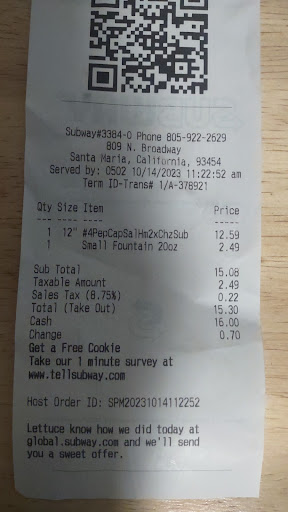 Subway#3384-0 Phone 805-922-2629
809 N. Broadway
Santa Maria, California, 93454
Served by: 0502 10/14/2023 11:22:52 am
Term ID-Trans# 1/A-378921
Qty Size Item Price
1 12" #4PepCapSalHm2xChzSub 12.59
1 Small Fountain 20oz 2.49
Sub Total 15.08
Taxable Amount 2.49
Sales Tax (8.75%) 0.22
Total (Take Out) 15.30
Cash 16.00
Change 0.70
Get a Free Cookie
Take our 1 minute survey at
www.tellsubway.com
Host Order ID: SPM20231014112252
Lettuce know how we did today at
global.subway.com and we'll send
you a sweet offer.